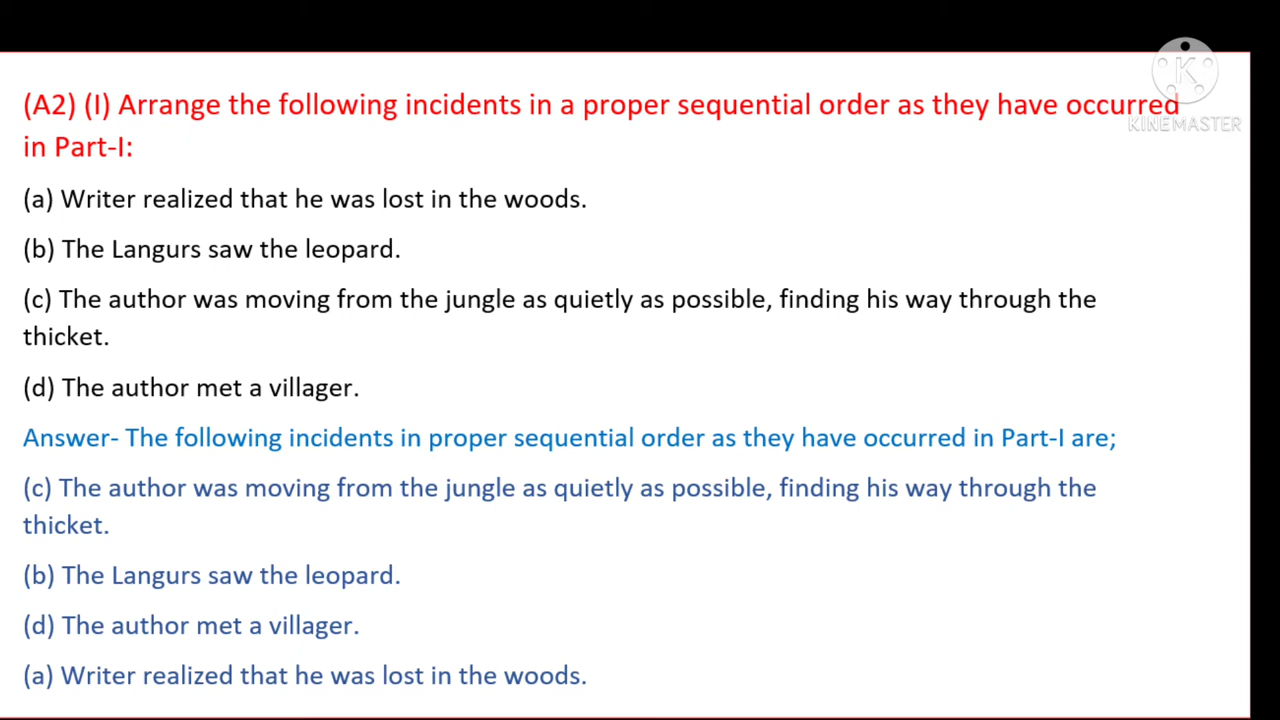 (A2) (I) Arrange the following incidents in a proper sequential order as they have occurred
in Part-I:
K
KINEMASTER
(a) Writer realized that he was lost in the woods.
(b) The Langurs saw the leopard.
(c) The author was moving from the jungle as quietly as possible, finding his way through the
thicket.
(d) The author met a villager.
Answer- The following incidents in proper sequential order as they have occurred in Part-I are;
(c) The author was moving from the jungle as quietly as possible, finding his way through the
thicket.
(b) The Langurs saw the leopard.
(d) The author met a villager.
(a) Writer realized that he was lost in the woods.